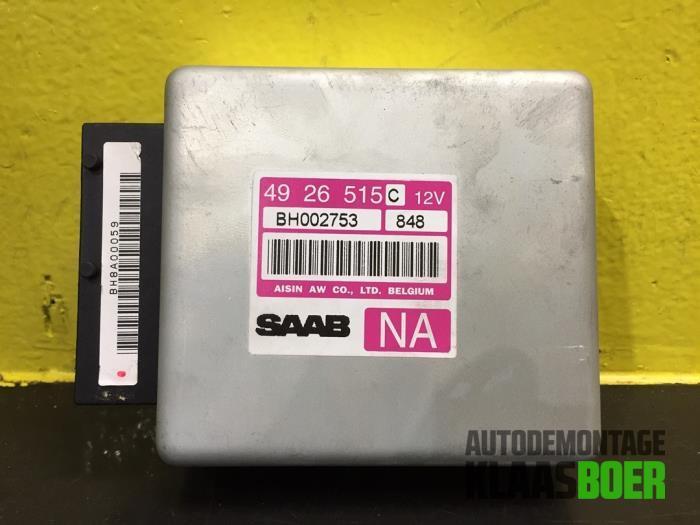 49 26 515 C 12V
BH002753 848
AISIN AW CO., LTD. BELGIUM
SAAB NA
BH8A00059
AUTODEMONTAGE
KLAASBOER